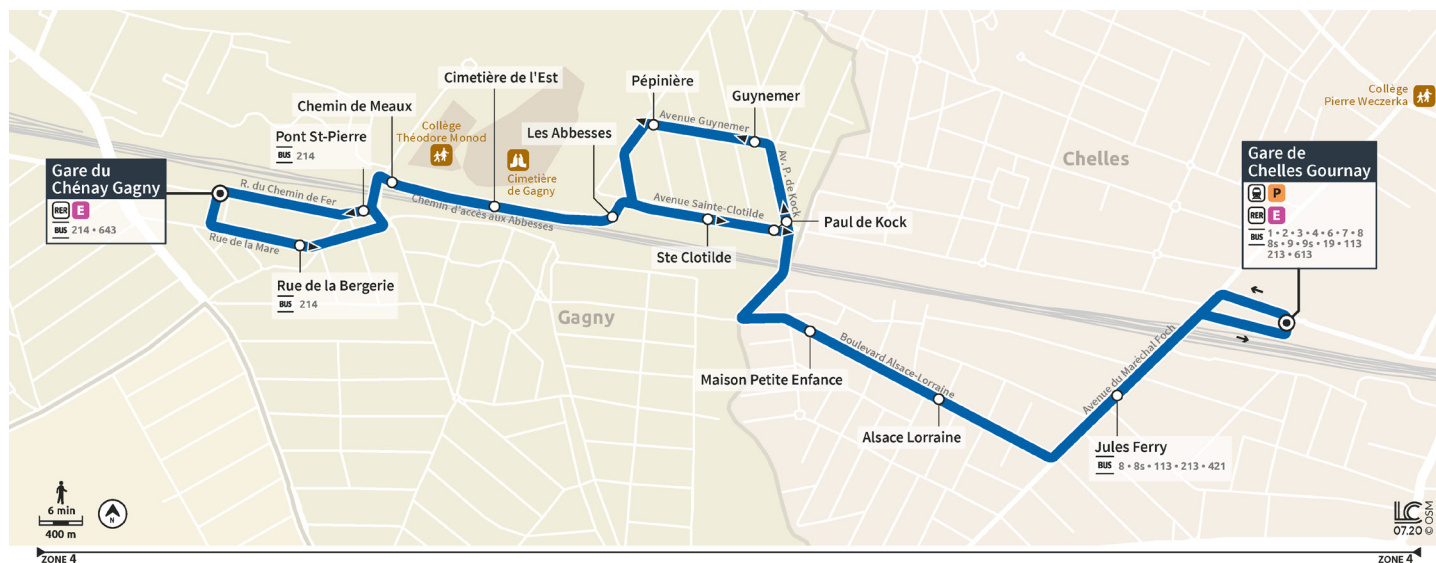 Cimetière de l'Est
Pépinière
Guynemer
Collège
Pierre Weczerka
Chemin de Meaux
Collège
Théodore Monod
Les Abbesses
Avenue Guynemer
Pont St-Pierre
BUS 214
Chelles
Gare du
Chénay Gagny
RER E
BUS 214 • 643
Gare de
Chelles Gournay
P
RER E
BUS 1 • 2 • 3 • 4 • 6 • 7 • 8
8s • 9 • 9s • 19 • 113
213 • 613
Cimetière
de Gagny
R. du Chemin de Fer
Chemin d'accès aux Abbesses
Avenue Sainte-Clotilde
Av. P. de Kock
Paul de Kock
Rue de la Mare
Ste Clotilde
Rue de la Bergerie
BUS 214
Gagny
Maison Petite Enfance
Boulevard Alsace-Lorraine
Avenue du Maréchal Foch
Alsace Lorraine
Jules Ferry
BUS 8 • 8s • 113 • 213 • 421
6 min
N
400 m
N
LC
07.20
© OSM
ZONE 4
ZONE 4